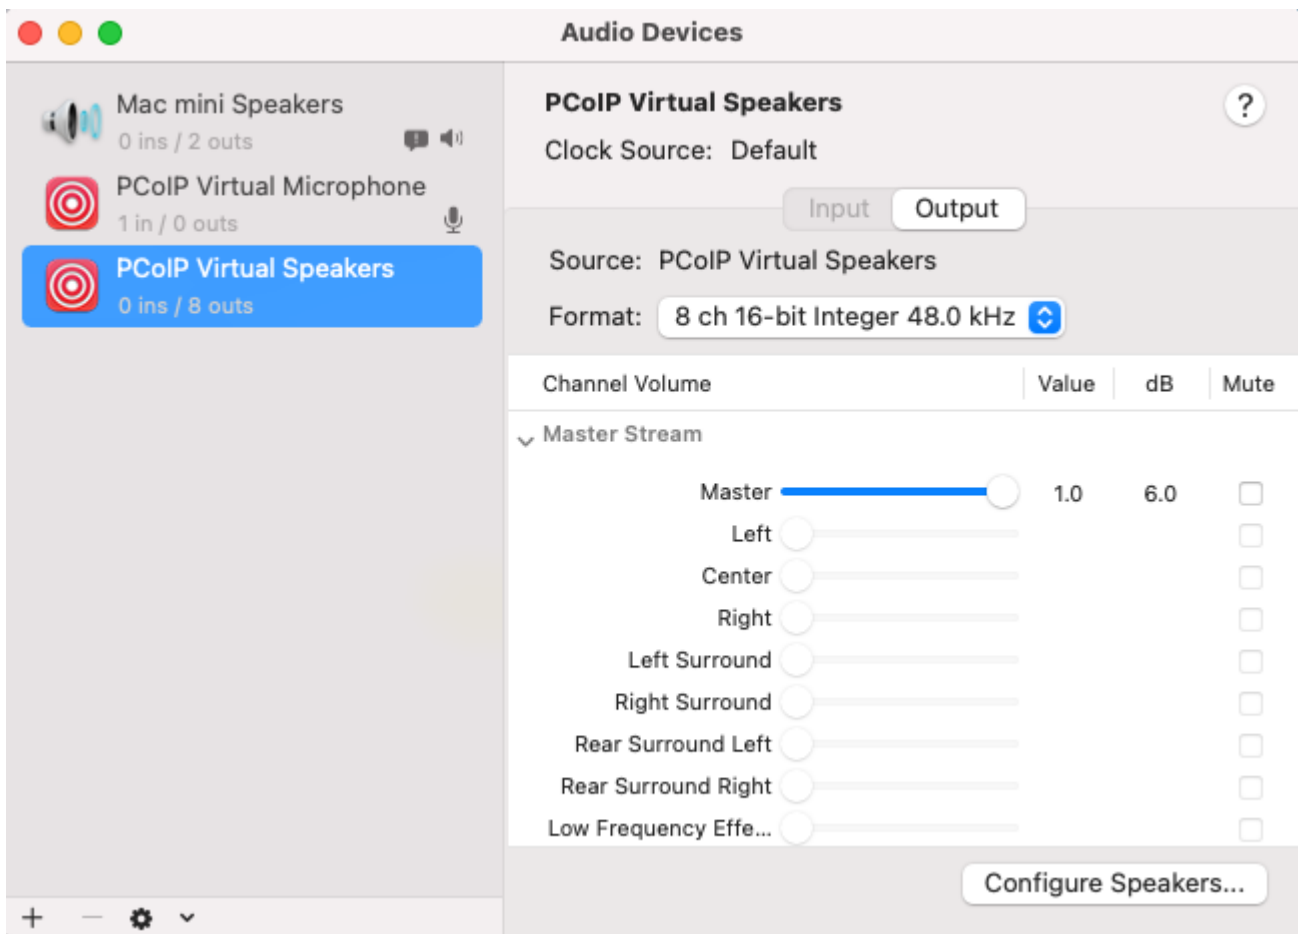 Audio Devices
Mac mini Speakers
0 ins / 2 outs
PCoIP Virtual Microphone
1 in / 0 outs
PCoIP Virtual Speakers
0 ins / 8 outs
PCoIP Virtual Speakers
?
Clock Source: Default
Input Output
Source: PCoIP Virtual Speakers
Format: 8 ch 16-bit Integer 48.0 kHz
Channel Volume Value dB Mute
Master Stream
Master 1.0 6.0
Left
Center
Right
Left Surround
Right Surround
Rear Surround Left
Rear Surround Right
Low Frequency Effe...
Configure Speakers...